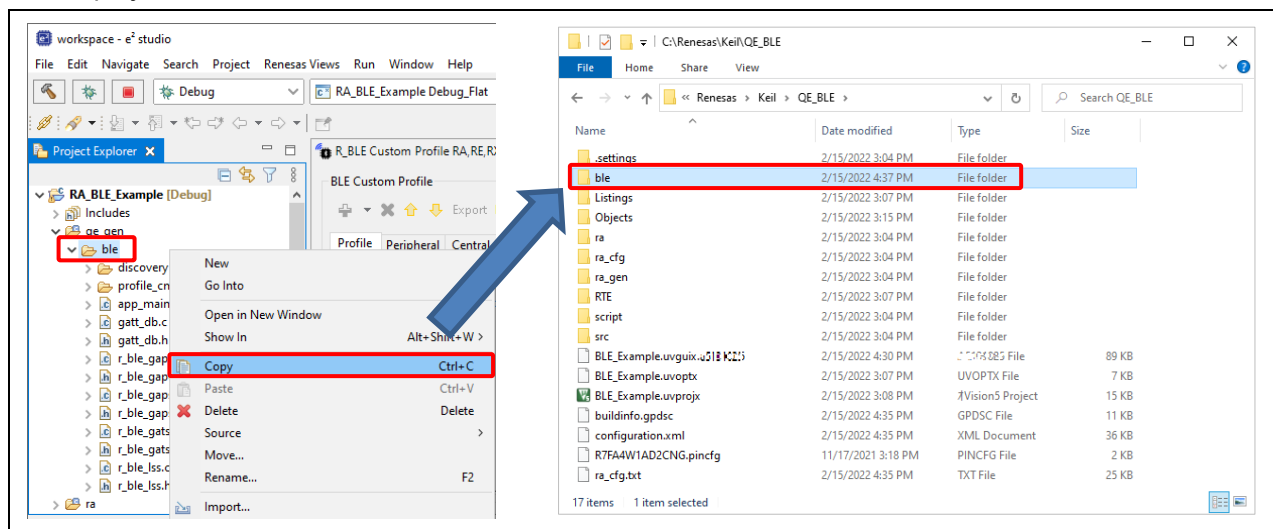 workspace - e² studio
File Edit Navigate Search Project Renesas Views Run Window Help
Debug
RA_BLE_Example Debug_Flat
Project Explorer
RA_BLE_Example [Debug]
Includes
qe_gen
ble
discovery
profile_cn
app_main
gatt_db.c
gatt_db.h
r_ble_gap
r_ble_gap
r_ble_gap
r_ble_gap
r_ble_gats
r_ble_gats
r_ble_lss.c
r_ble_lss.h
ra
R_BLE Custom Profile RA,RE,RX
BLE Custom Profile
Export
Profile Peripheral Central
New
Go Into
Open in New Window
Show In Alt+Shift+W >
Copy Ctrl+C
Paste Ctrl+V
Delete Delete
Source >
Move...
Rename... F2
Import...
C:\Renesas\Keil\QE_BLE
File Home Share View
« Renesas > Keil > QE_BLE >
Search QE_BLE
Name Date modified Type Size
.settings 2/15/2022 3:04 PM File folder
ble 2/15/2022 4:37 PM File folder
Listings 2/15/2022 3:07 PM File folder
Objects 2/15/2022 3:15 PM File folder
ra 2/15/2022 3:04 PM File folder
ra_cfg 2/15/2022 3:04 PM File folder
ra_gen 2/15/2022 3:04 PM File folder
RTE 2/15/2022 3:07 PM File folder
script 2/15/2022 3:04 PM File folder
src 2/15/2022 3:04 PM File folder
BLE_Example.uvguix. 2/15/2022 4:30 PM File 89 KB
BLE_Example.uvoptx 2/15/2022 3:07 PM UVOPTX File 7 KB
BLE_Example.uvprojx 2/15/2022 3:08 PM µVision5 Project 15 KB
buildinfo.gpdsc 2/15/2022 4:35 PM GPDSC File 11 KB
configuration.xml 2/15/2022 4:35 PM XML Document 36 KB
R7FA4W1AD2CNG.pincfg 11/17/2021 3:18 PM PINCFG File 2 KB
ra_cfg.txt 2/15/2022 4:35 PM TXT File 25 KB
17 items 1 item selected